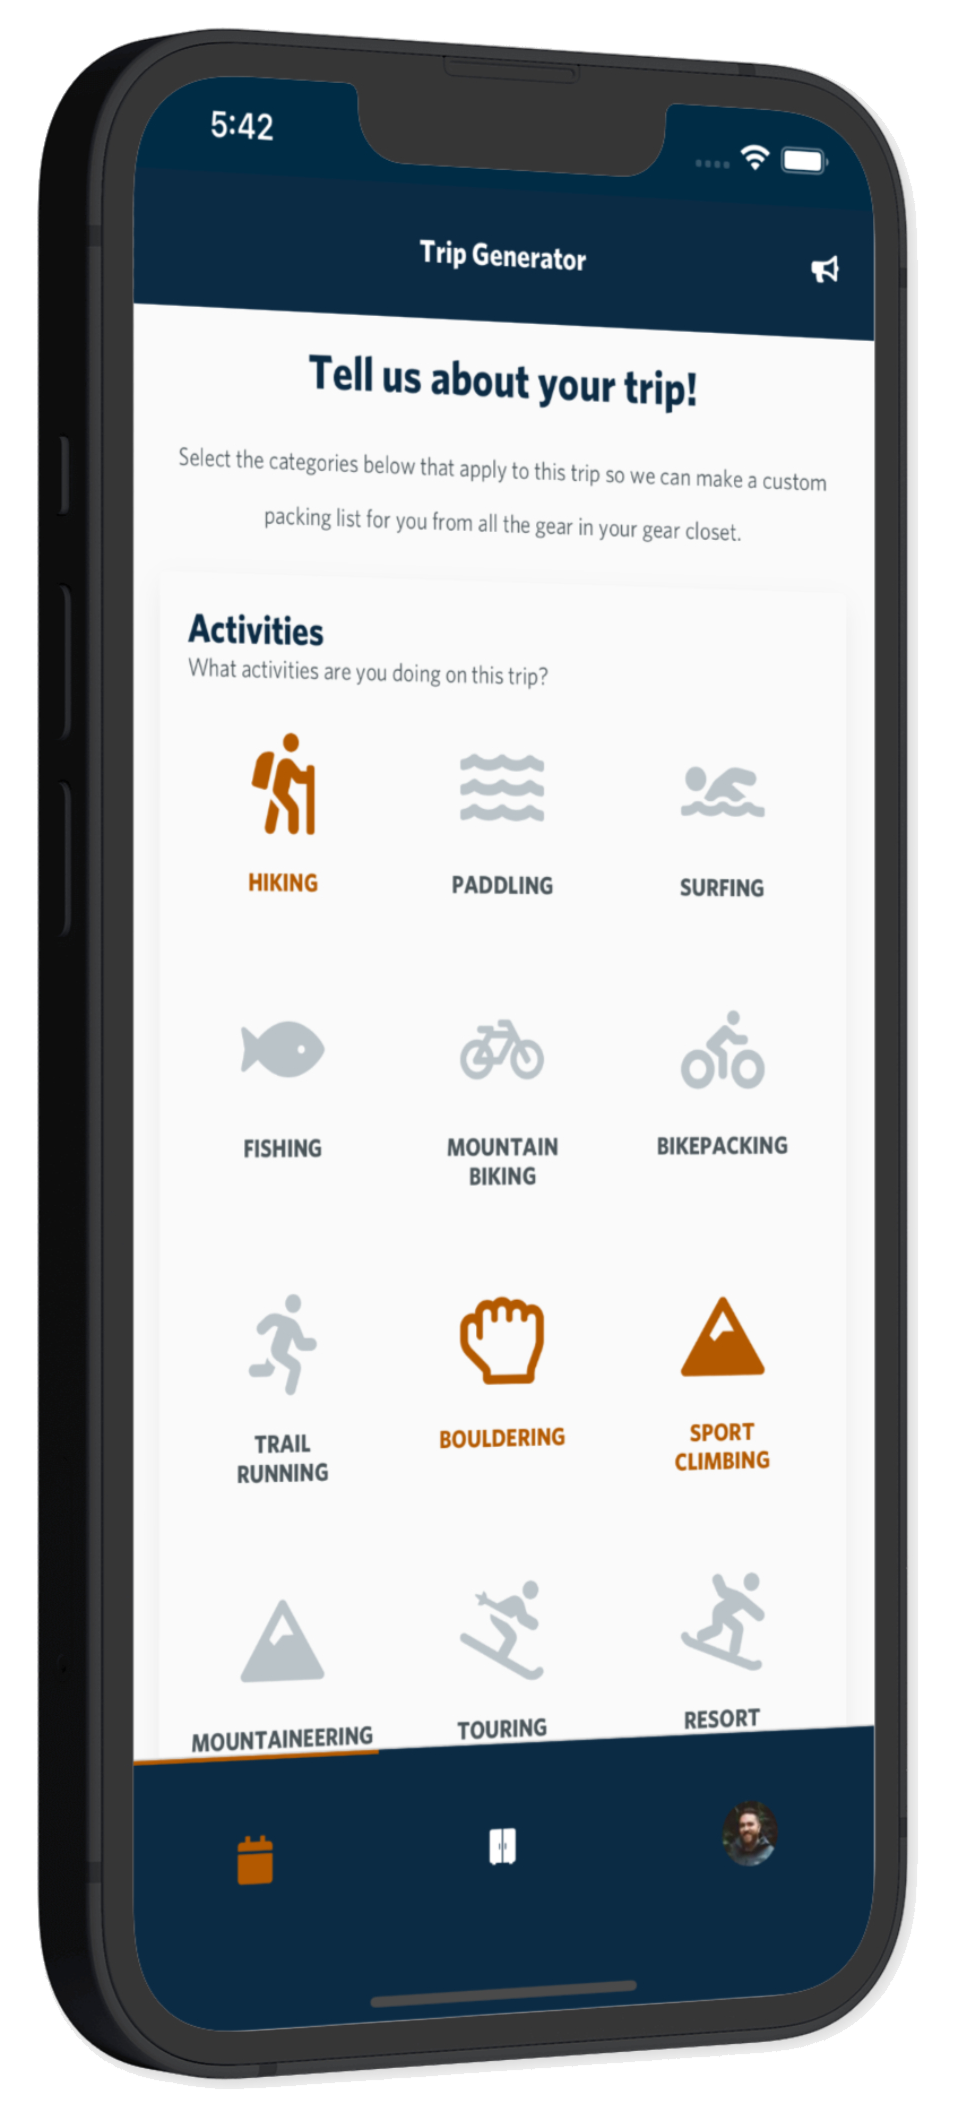 5:42
Trip Generator
Tell us about your trip!
Select the categories below that apply to this trip so we can make a custom
packing list for you from all the gear in your gear closet.
Activities
What activities are you doing on this trip?
HIKING
PADDLING
SURFING
FISHING
MOUNTAIN
BIKING
BIKEPACKING
TRAIL
RUNNING
BOULDERING
SPORT
CLIMBING
MOUNTAINEERING
TOURING
RESORT